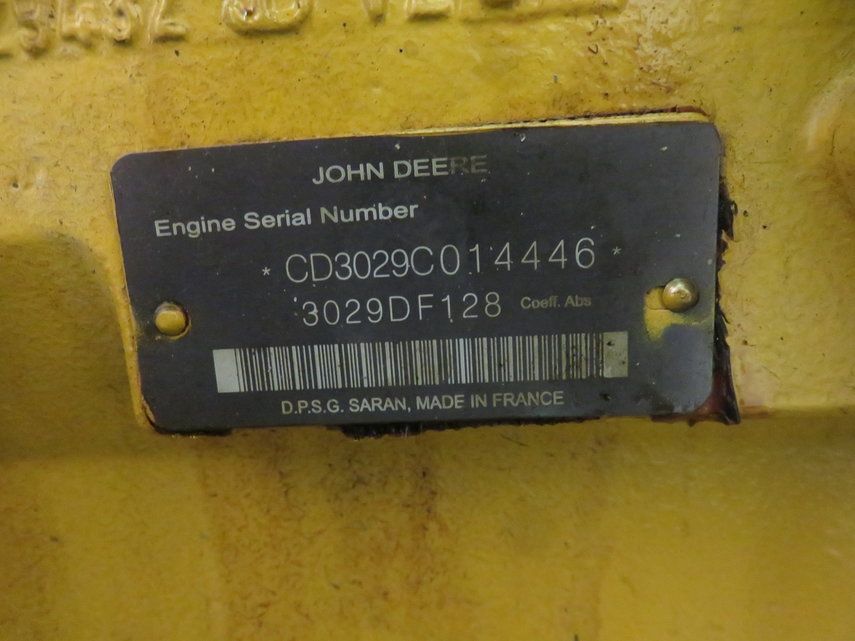 JOHN DEERE
Engine Serial Number
* CD3029C014446 *
3029DF128 Coeff. Abs
D.P.S.G. SARAN, MADE IN FRANCE